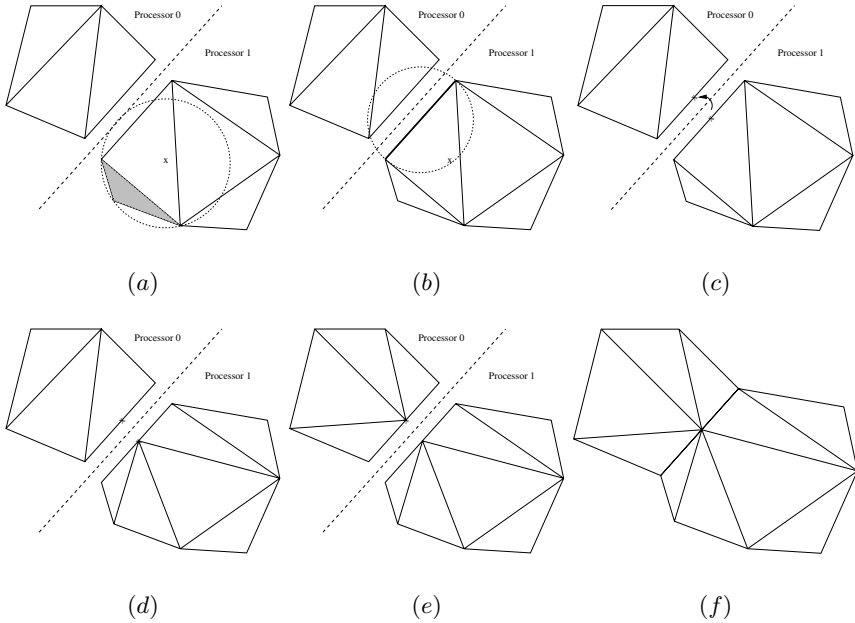 Processor 0
Processor 1
x
(a)
Processor 0
Processor 1
x
(b)
Processor 0
Processor 1
(c)
Processor 0
Processor 1
(d)
Processor 0
Processor 1
(e)
(f)